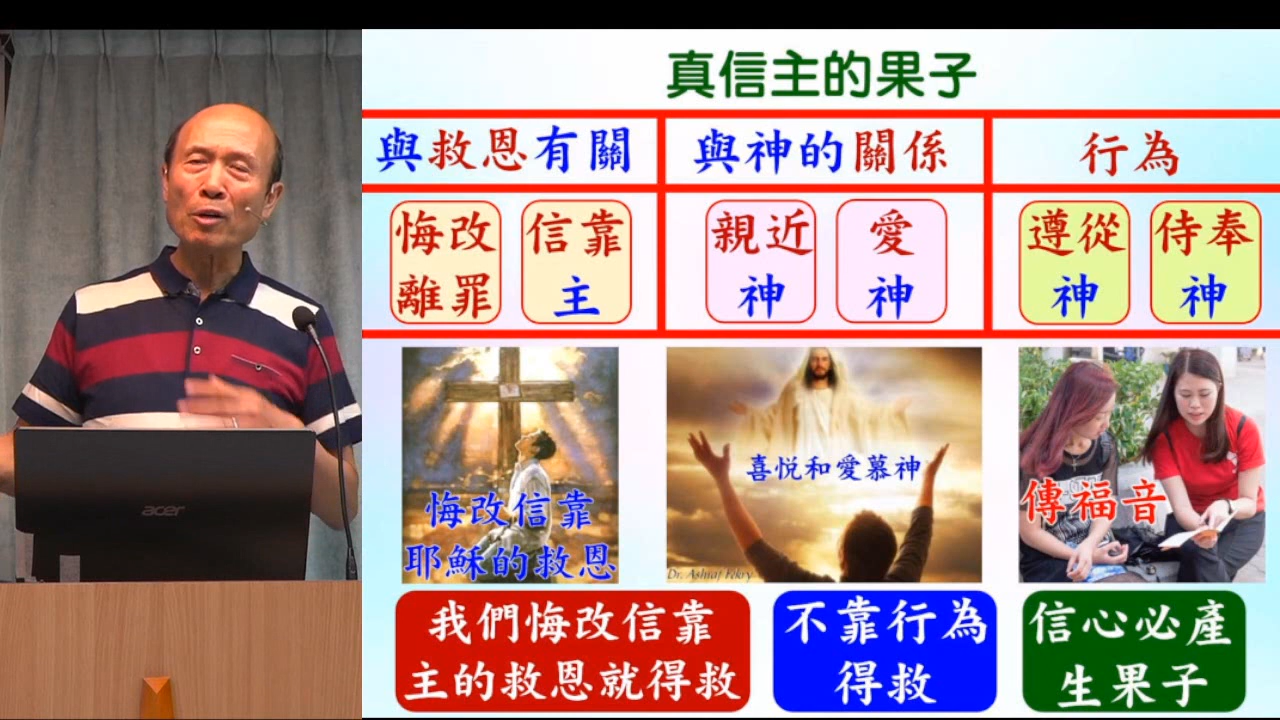 真信主的果子
與救恩有關
與神的關係
行為
悔改
離罪
信靠
主
親近
神
愛
神
遵從
神
侍奉
神
悔改信靠
耶穌的救恩
喜悅和愛慕神
Dr. Ashraf Fekry
傳福音
acer
我們悔改信靠
主的救恩就得救
不靠行為
得救
信心必產
生果子